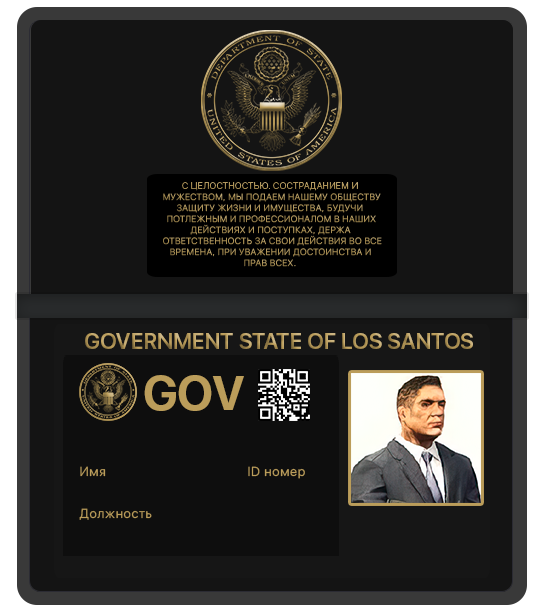 DEPARTMENT OF STATE
UNITED STATES OF AMERICA
С ЦЕЛОСТНОСТЬЮ. СОСТРАДАНИЕМ И
МУЖЕСТВОМ, МЫ ПОДАЕМ НАШЕМУ ОБЩЕСТВУ
ЗАЩИТУ ЖИЗНИ И ИМУЩЕСТВА, БУДУЧИ
ПОТЛЕЖНЫМ И ПРОФЕССИОНАЛОМ В НАШИХ
ДЕЙСТВИЯХ И ПОСТУПКАХ, ДЕРЖА
ОТВЕТСТВЕННОСТЬ ЗА СВОИ ДЕЙСТВИЯ ВО ВСЕ
ВРЕМЕНА, ПРИ УВАЖЕНИИ ДОСТОИНСТВА И
ПРАВ ВСЕХ.
GOVERNMENT STATE OF LOS SANTOS
GOV
Имя
ID номер
Должность